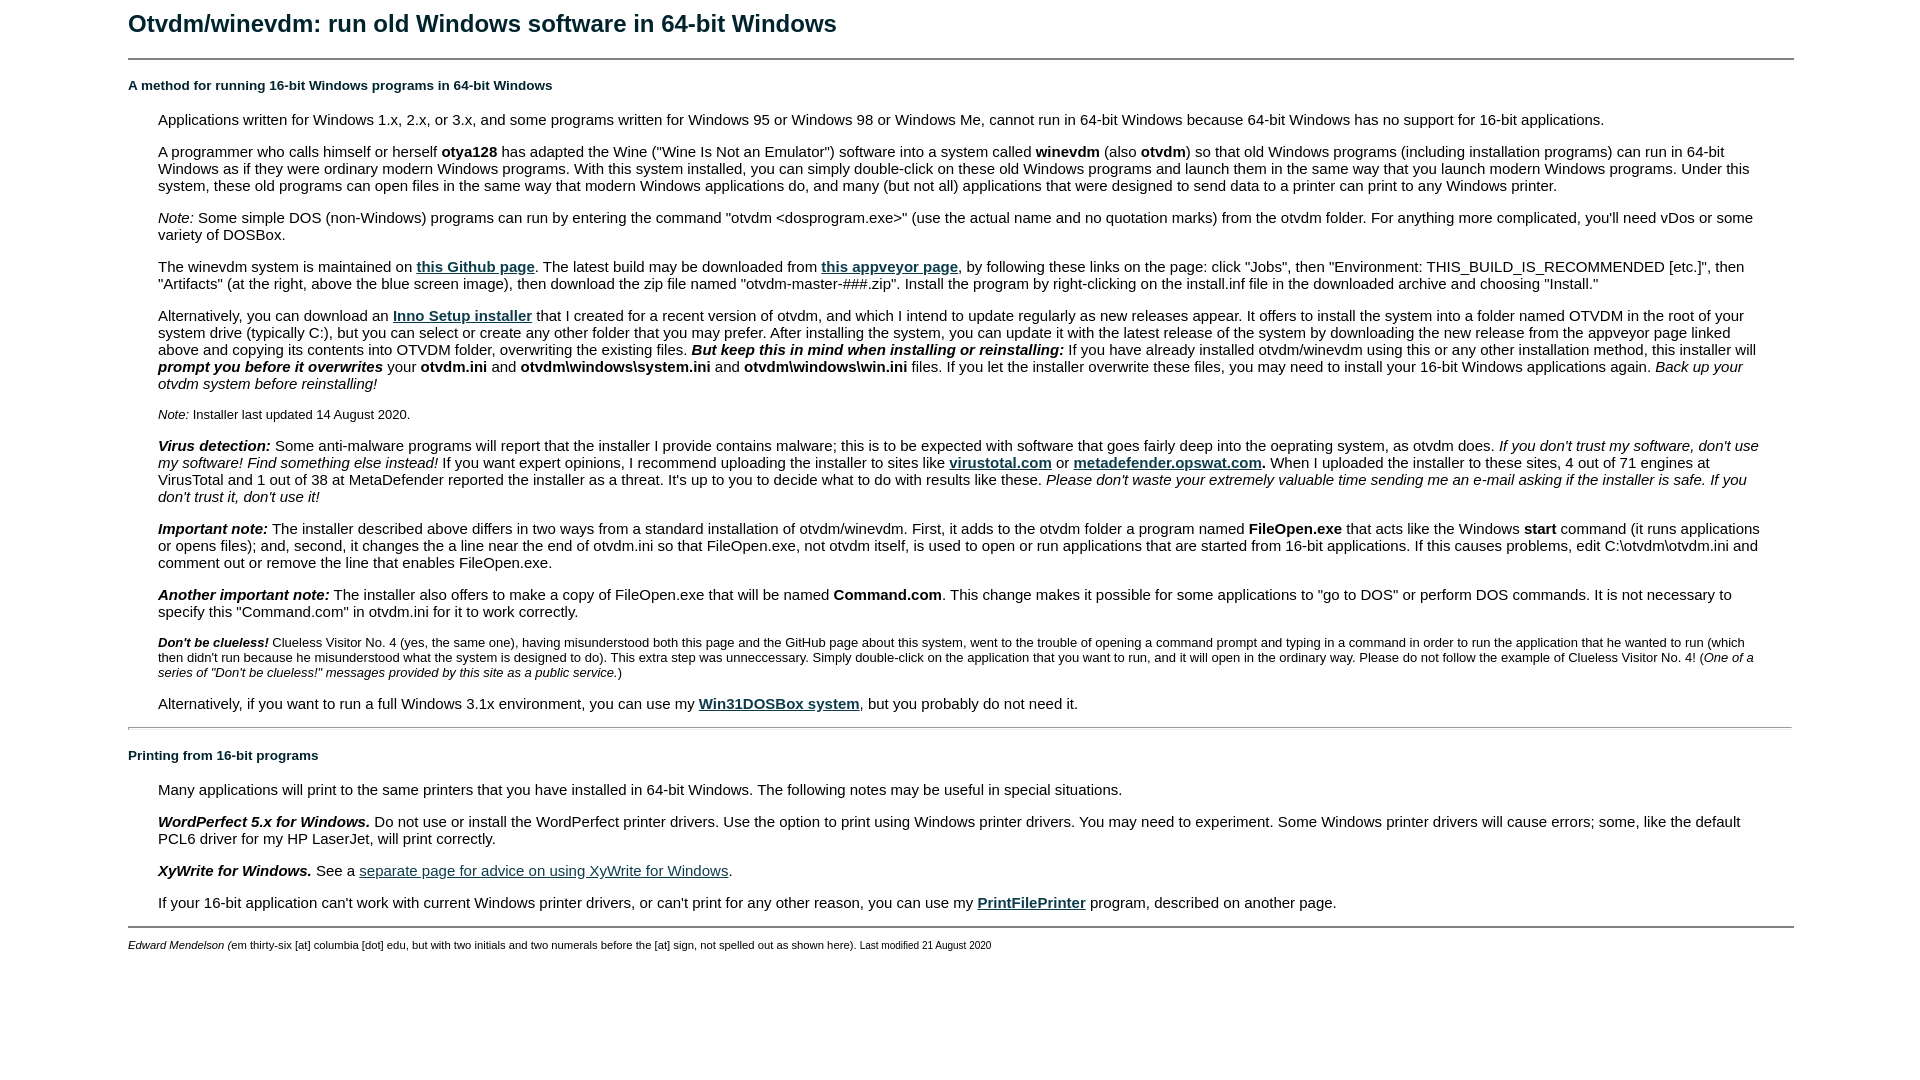 Otvdm/winevdm: run old Windows software in 64-bit Windows
A method for running 16-bit Windows programs in 64-bit Windows
Applications written for Windows 1.x, 2.x, or 3.x, and some programs written for Windows 95 or Windows 98 or Windows Me, cannot run in 64-bit Windows because 64-bit Windows has no support for 16-bit applications.
A programmer who calls himself or herself otya128 has adapted the Wine ("Wine Is Not an Emulator") software into a system called winevdm (also otvdm) so that old Windows programs (including installation programs) can run in 64-bit
Windows as if they were ordinary modern Windows programs. With this system installed, you can simply double-click on these old Windows programs and launch them in the same way that you launch modern Windows programs. Under this
system, these old programs can open files in the same way that modern Windows applications do, and many (but not all) applications that were designed to send data to a printer can print to any Windows printer.
Note: Some simple DOS (non-Windows) programs can run by entering the command "otvdm <dosprogram.exe>" (use the actual name and no quotation marks) from the otvdm folder. For anything more complicated, you'll need vDos or some
variety of DOSBox.
The winevdm system is maintained on this Github page. The latest build may be downloaded from this appveyor page, by following these links on the page: click "Jobs", then "Environment: THIS_BUILD_IS_RECOMMENDED [etc.]", then
"Artifacts" (at the right, above the blue screen image), then download the zip file named "otvdm-master-###.zip". Install the program by right-clicking on the install.inf file in the downloaded archive and choosing "Install."
Alternatively, you can download an Inno Setup installer that I created for a recent version of otvdm, and which I intend to update regularly as new releases appear. It offers to install the system into a folder named OTVDM in the root of your
system drive (typically C:), but you can select or create any other folder that you may prefer. After installing the system, you can update it with the latest release of the system by downloading the new release from the appveyor page linked
above and copying its contents into OTVDM folder, overwriting the existing files. But keep this in mind when installing or reinstalling: If you have already installed otvdm/winevdm using this or any other installation method, this installer will
prompt you before it overwrites your otvdm.ini and otvdm\windows\system.ini and otvdm\windows\win.ini files. If you let the installer overwrite these files, you may need to install your 16-bit Windows applications again. Back up your
otvdm system before reinstalling!
Note: Installer last updated 14 August 2020.
Virus detection: Some anti-malware programs will report that the installer I provide contains malware; this is to be expected with software that goes fairly deep into the oeprating system, as otvdm does. If you don't trust my software, don't use
my software! Find something else instead! If you want expert opinions, I recommend uploading the installer to sites like virustotal.com or metadefender.opswat.com. When I uploaded the installer to these sites, 4 out of 71 engines at
VirusTotal and 1 out of 38 at MetaDefender reported the installer as a threat. It's up to you to decide what to do with results like these. Please don't waste your extremely valuable time sending me an e-mail asking if the installer is safe. If you
don't trust it, don't use it!
Important note: The installer described above differs in two ways from a standard installation of otvdm/winevdm. First, it adds to the otvdm folder a program named FileOpen.exe that acts like the Windows start command (it runs applications
or opens files); and, second, it changes the a line near the end of otvdm.ini so that FileOpen.exe, not otvdm itself, is used to open or run applications that are started from 16-bit applications. If this causes problems, edit C:\otvdm\otvdm.ini and
comment out or remove the line that enables FileOpen.exe.
Another important note: The installer also offers to make a copy of FileOpen.exe that will be named Command.com. This change makes it possible for some applications to "go to DOS" or perform DOS commands. It is not necessary to
specify this "Command.com" in otvdm.ini for it to work correctly.
Don't be clueless! Clueless Visitor No. 4 (yes, the same one), having misunderstood both this page and the GitHub page about this system, went to the trouble of opening a command prompt and typing in a command in order to run the application that he wanted to run (which
then didn't run because he misunderstood what the system is designed to do). This extra step was unneccessary. Simply double-click on the application that you want to run, and it will open in the ordinary way. Please do not follow the example of Clueless Visitor No. 4! (One of a
series of "Don't be clueless!" messages provided by this site as a public service.)
Alternatively, if you want to run a full Windows 3.1x environment, you can use my Win31DOSBox system, but you probably do not need it.
Printing from 16-bit programs
Many applications will print to the same printers that you have installed in 64-bit Windows. The following notes may be useful in special situations.
WordPerfect 5.x for Windows. Do not use or install the WordPerfect printer drivers. Use the option to print using Windows printer drivers. You may need to experiment. Some Windows printer drivers will cause errors; some, like the default
PCL6 driver for my HP LaserJet, will print correctly.
XyWrite for Windows. See a separate page for advice on using XyWrite for Windows.
If your 16-bit application can't work with current Windows printer drivers, or can't print for any other reason, you can use my PrintFilePrinter program, described on another page.
Edward Mendelson (em thirty-six [at] columbia [dot] edu, but with two initials and two numerals before the [at] sign, not spelled out as shown here). Last modified 21 August 2020